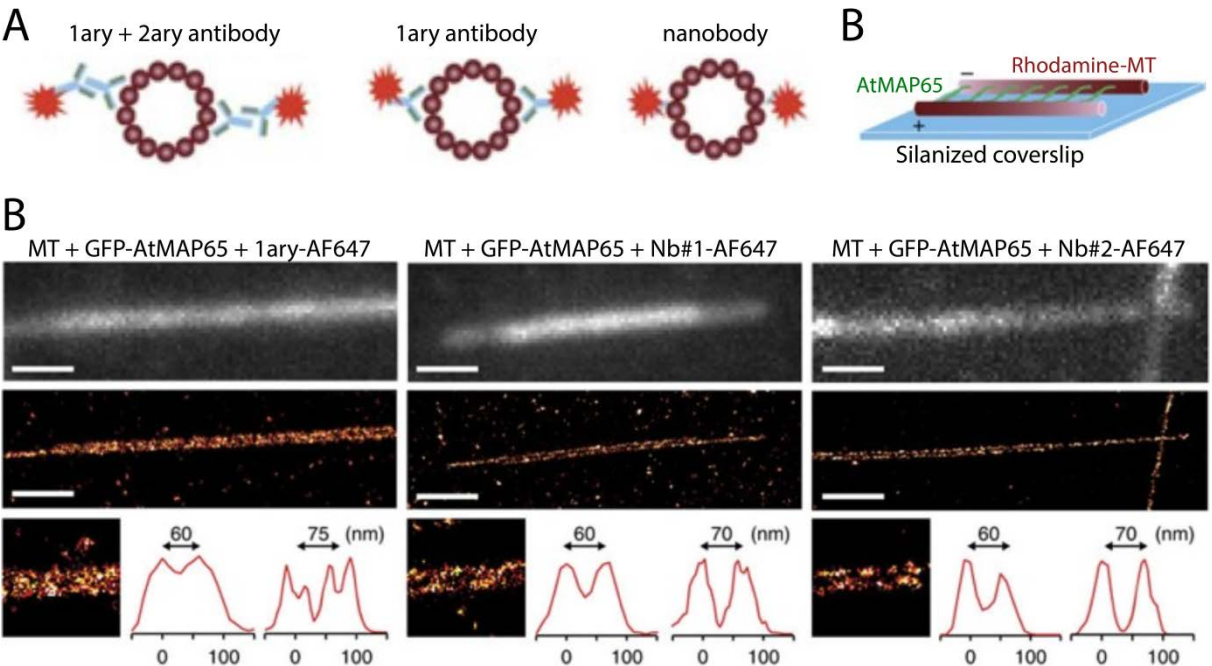 A
1ary + 2ary antibody
1ary antibody
nanobody
B
Rhodamine-MT
AtMAP65
−
+
Silanized coverslip
B
MT + GFP-AtMAP65 + 1ary-AF647
MT + GFP-AtMAP65 + Nb#1-AF647
MT + GFP-AtMAP65 + Nb#2-AF647
60 75 (nm)
60 70 (nm)
60 70 (nm)
0 100 0 100
0 100 0 100
0 100 0 100